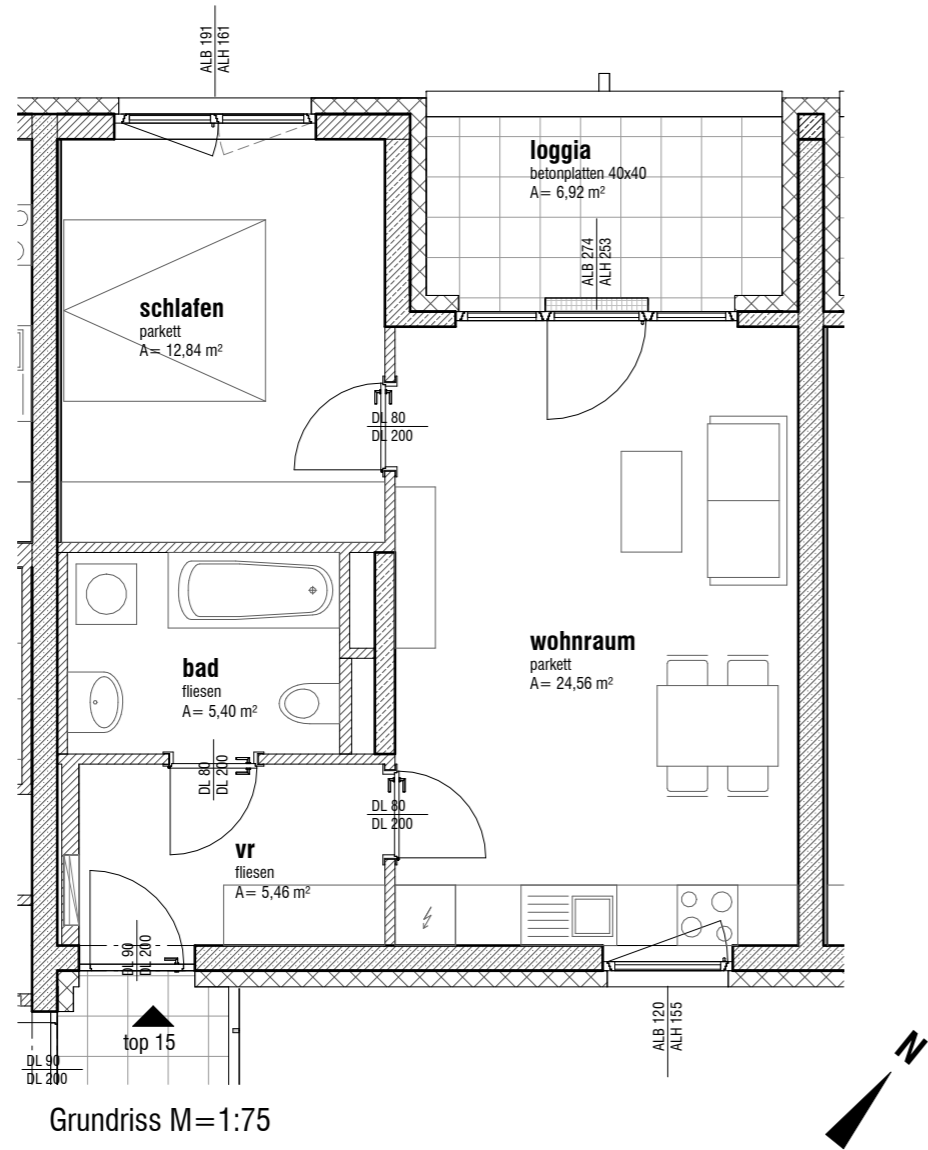 ALB 191
ALH 161
loggia
betonplatten 40x40
A= 6,92 m²
ALB 274
ALH 253
schlafen
parkett
A= 12,84 m²
DL 80
DL 200
wohnraum
parkett
A= 24,56 m²
bad
fliesen
A= 5,40 m²
DL 80
DL 200
DL 80
DL 200
vr
fliesen
A= 5,46 m²
DL 90
DL 200
top 15
ALB 120
ALH 155
DL 90
DL 200
N
Grundriss M=1:75